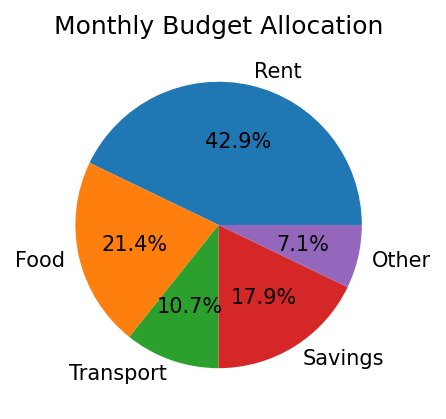 Monthly Budget Allocation
Rent
42.9%
Food
21.4%
Transport
10.7%
Savings
17.9%
Other
7.1%